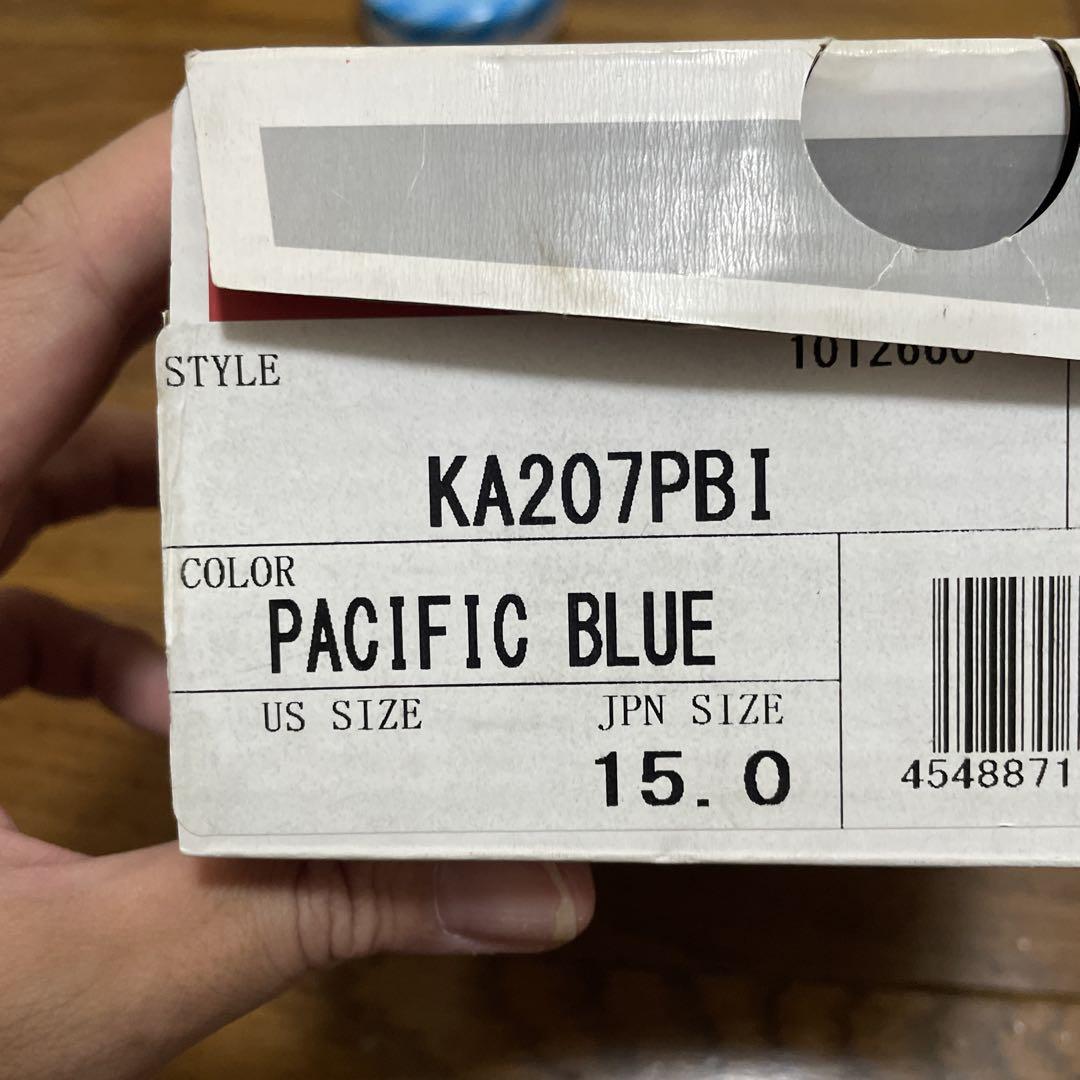 STYLE
KA207PBI
COLOR
PACIFIC BLUE
US SIZE JPN SIZE
15.0
4548871